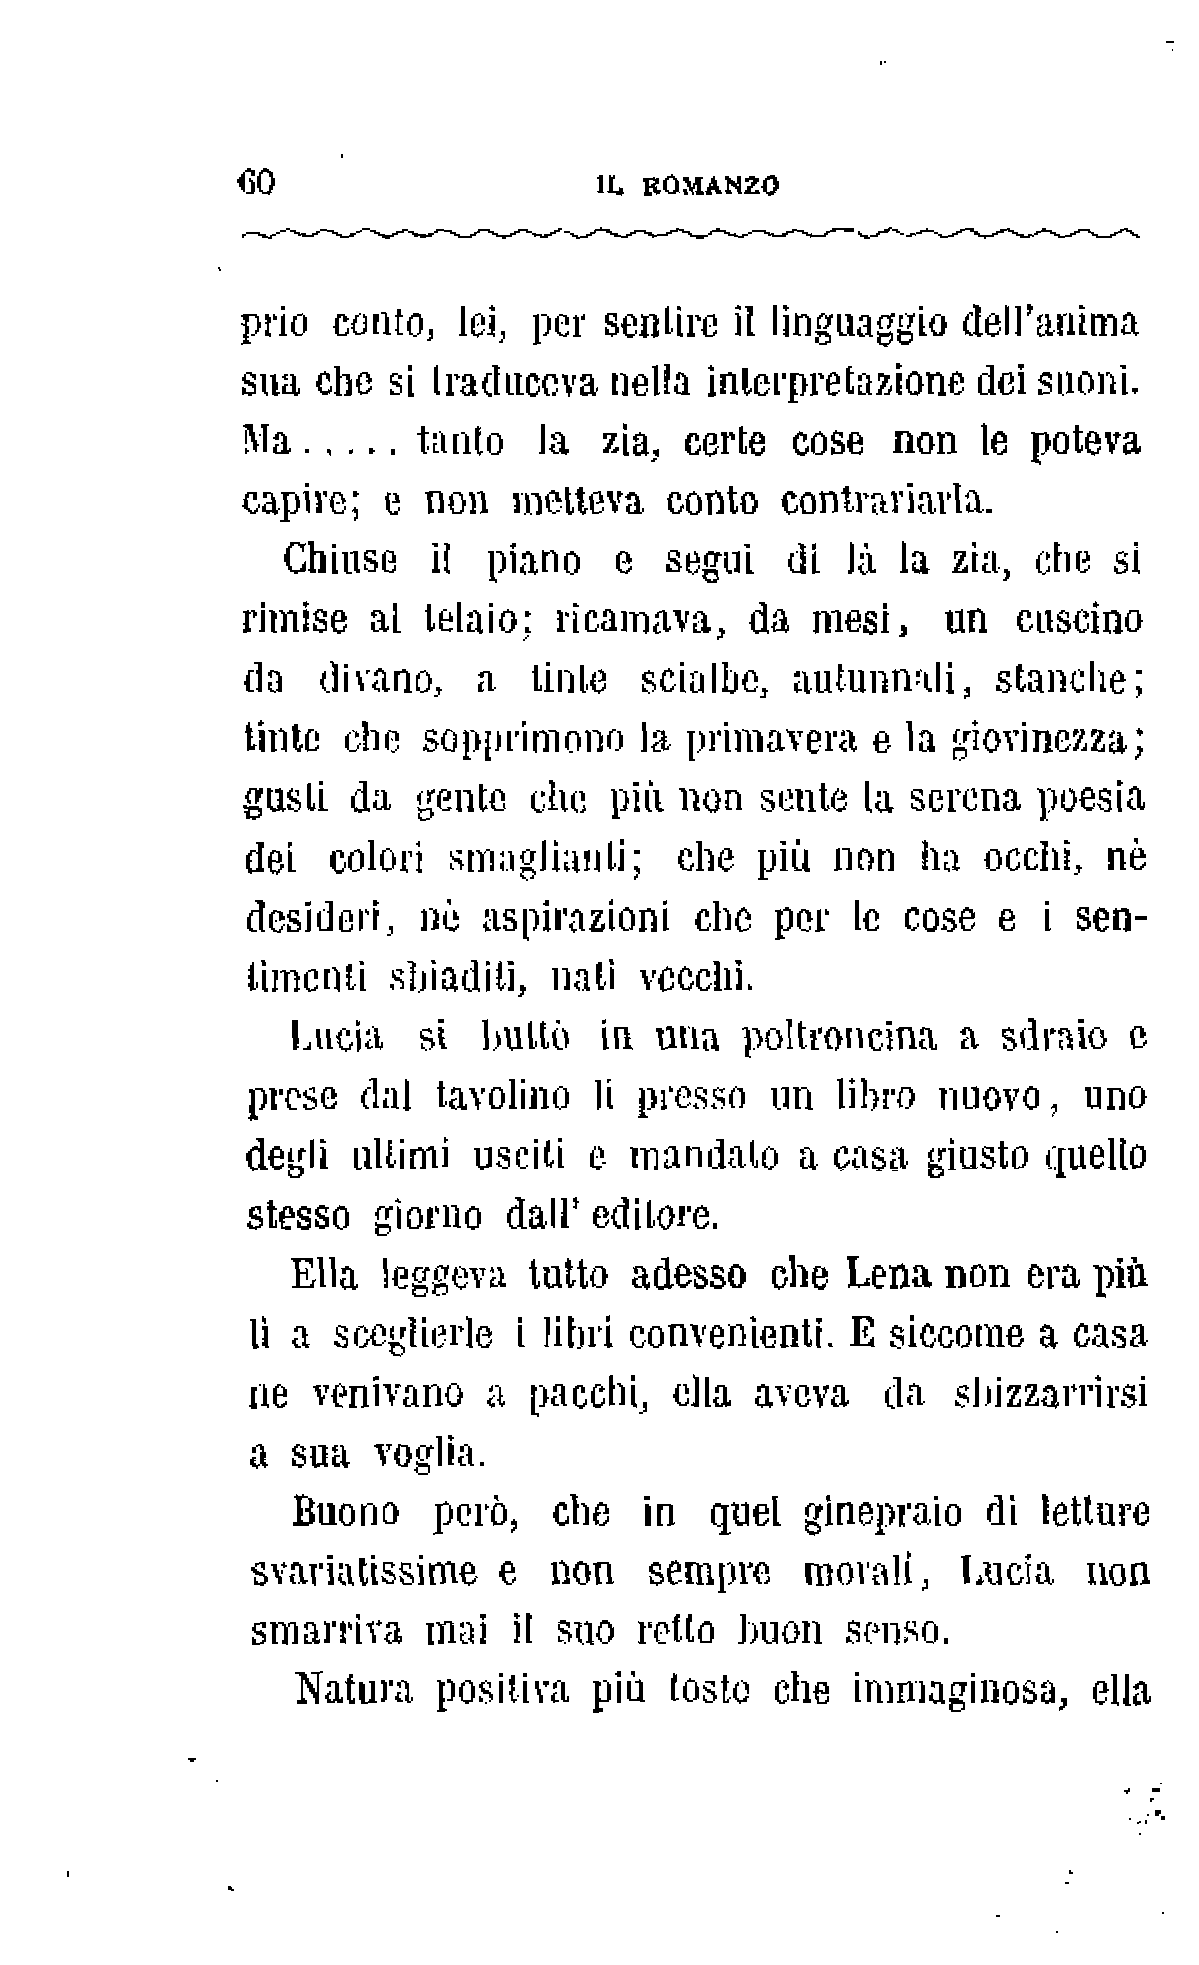 60 IL ROMANZO
prio conto, lei, per sentire il linguaggio dell'anima
sua che si traduceva nella interpretazione dei suoni.
Ma ..... tanto la zia, certe cose non le poteva
capire; e non metteva conto contrariarla.
Chiuse il piano e seguì di là la zia, che si
rimise al telaio; ricamava, da mesi, un cuscino
da divano, a tinte scialbe, autunnali, stanche;
tinte che sopprimono la primavera e la giovinezza;
gusti da gente che più non sente la serena poesia
dei colori smaglianti; che più non ha occhi, nè
desideri, nè aspirazioni che per le cose e i sen-
timenti sbiaditi, nati vecchi.
Lucia si buttò in una poltroncina a sdraio e
prese dal tavolino lì presso un libro nuovo, uno
degli ultimi usciti e mandato a casa giusto quello
stesso giorno dall' editore.
Ella leggeva tutto adesso che Lena non era più
lì a sceglierle i libri convenienti. E siccome a casa
ne venivano a pacchi, ella aveva da sbizzarrirsi
a sua voglia.
Buono però, che in quel ginepraio di letture
svariatissime e non sempre morali, Lucia non
smarriva mai il suo retto buon senso.
Natura positiva più tosto che immaginosa, ella